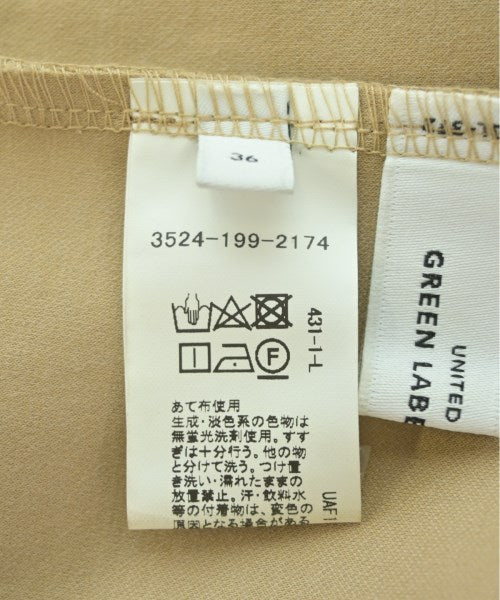 36
3524-199-2174
431-1-L
F
あて布使用
生成・淡色系の色物は
無蛍光洗剤使用。すす
ぎは十分行う。他の物
と分けて洗う。つけ置
き洗い・濡れたままの
放置禁止。汗・飲料水
等の付着物は、変色の
原因となる場合がある
UAF1
UNITED
GREEN LABE